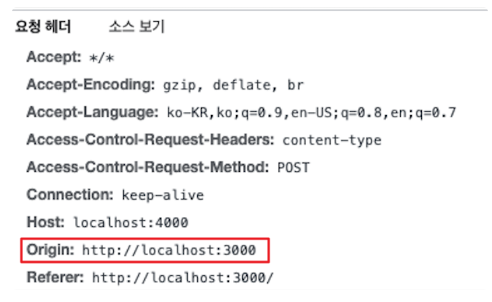 요청 헤더 소스 보기
Accept: */*
Accept-Encoding: gzip, deflate, br
Accept-Language: ko-KR,ko;q=0.9,en-US;q=0.8,en;q=0.7
Access-Control-Request-Headers: content-type
Access-Control-Request-Method: POST
Connection: keep-alive
Host: localhost:4000
Origin: http://localhost:3000
Referer: http://localhost:3000/